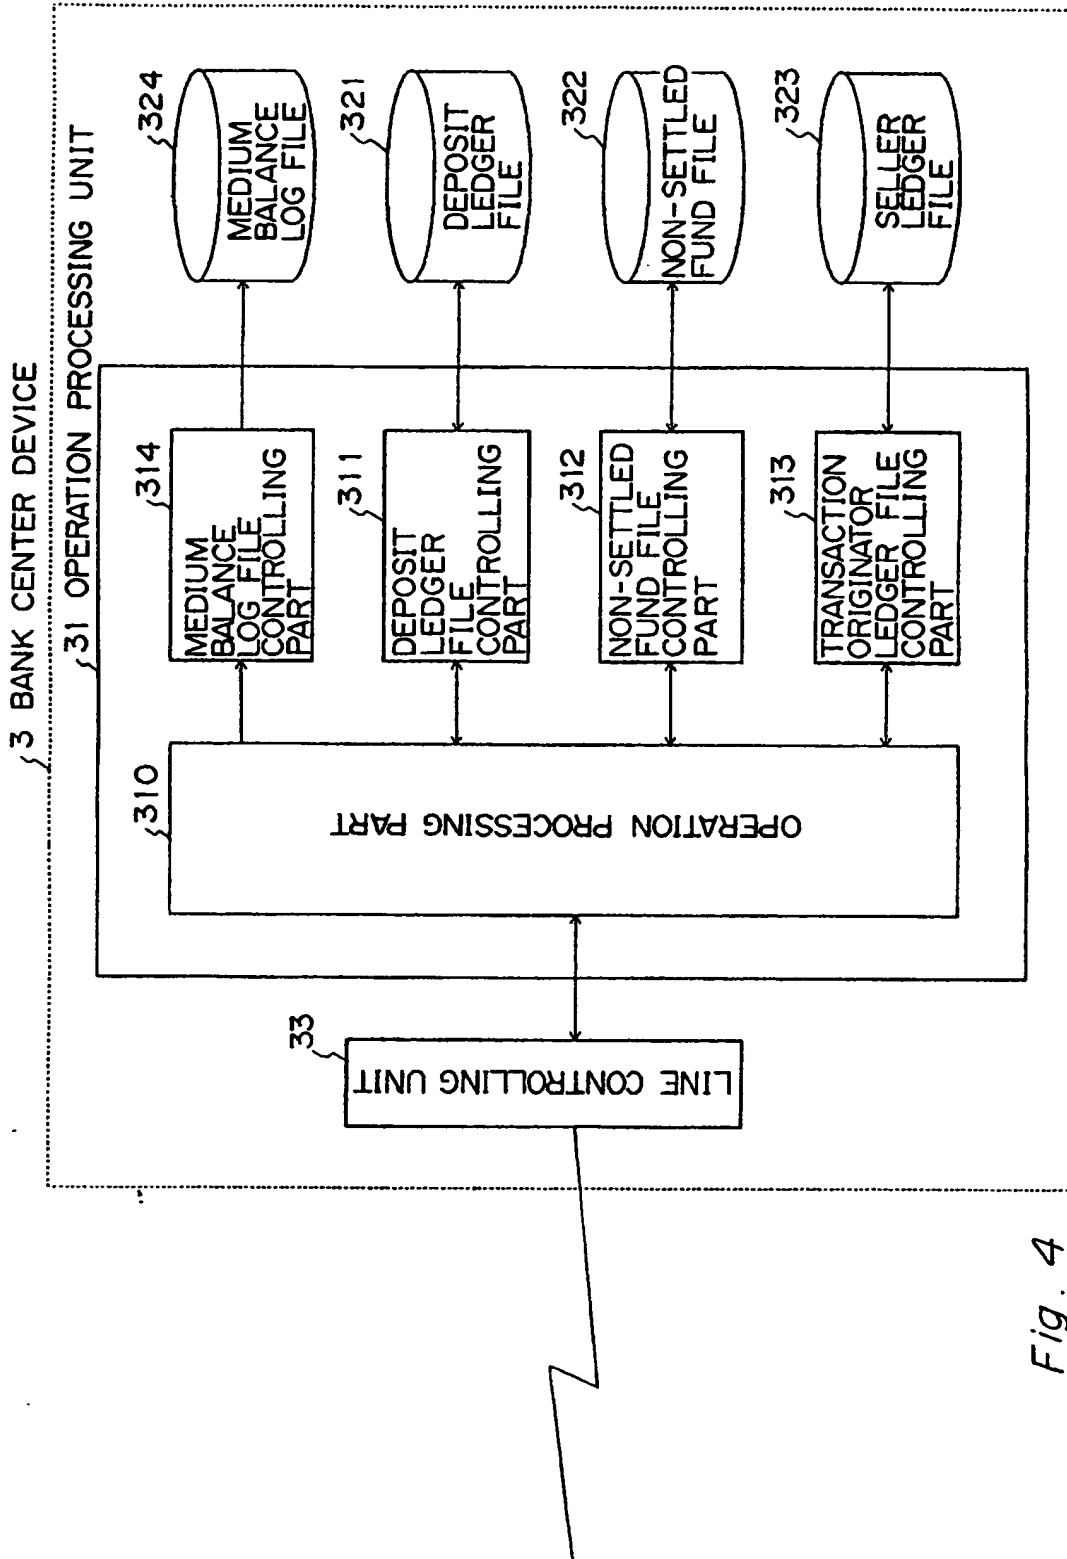 3 BANK CENTER DEVICE
31 OPERATION PROCESSING UNIT
324
MEDIUM
BALANCE
LOG FILE
321
DEPOSIT
LEDGER
FILE
322
NON-SETTLED
FUND FILE
323
SELLER
LEDGER
FILE
314
MEDIUM
BALANCE
LOG FILE
CONTROLLING
PART
311
DEPOSIT
LEDGER
FILE
CONTROLLING
PART
312
NON-SETTLED
FUND FILE
CONTROLLING
PART
313
TRANSACTION
ORIGINATOR
LEDGER FILE
CONTROLLING
PART
310
OPERATION PROCESSING PART
33
LINE CONTROLLING UNIT
Fig. 4